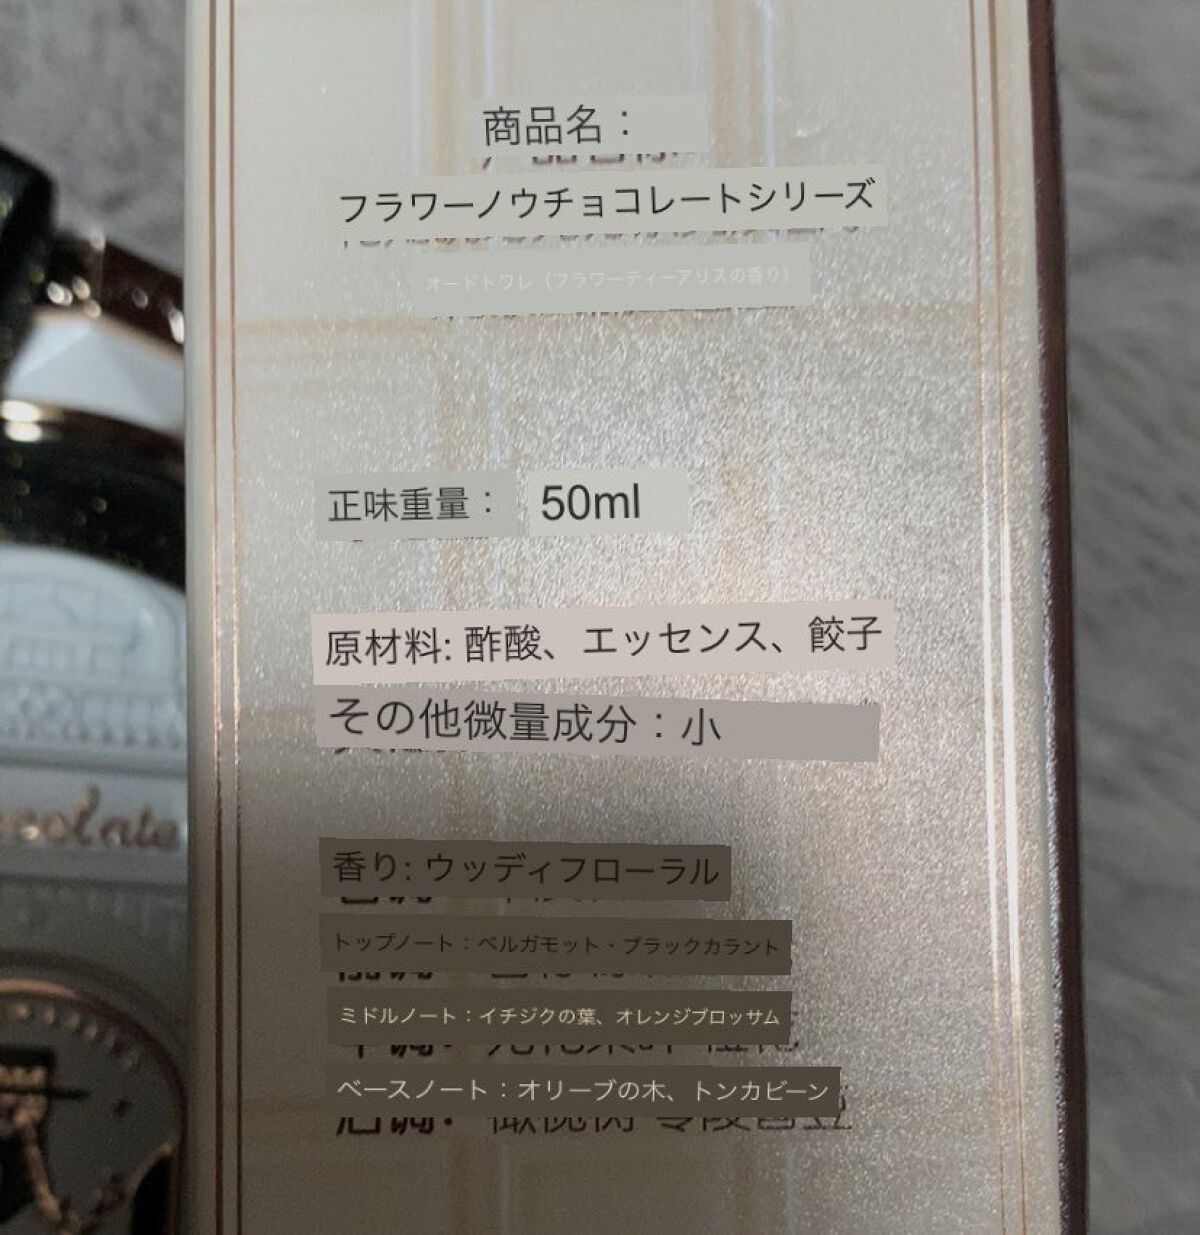 商品名：
フラワーノウチョコレートシリーズ
オードトワレ（フラワーティーアリスの香り）
正味重量： 50ml
原材料: 酢酸、エッセンス、餃子
その他微量成分：小
香り: ウッディフローラル
トップノート：ベルガモット・ブラックカラント
ミドルノート：イチジクの葉、オレンジブロッサム
ベースノート：オリーブの木、トンカビーン